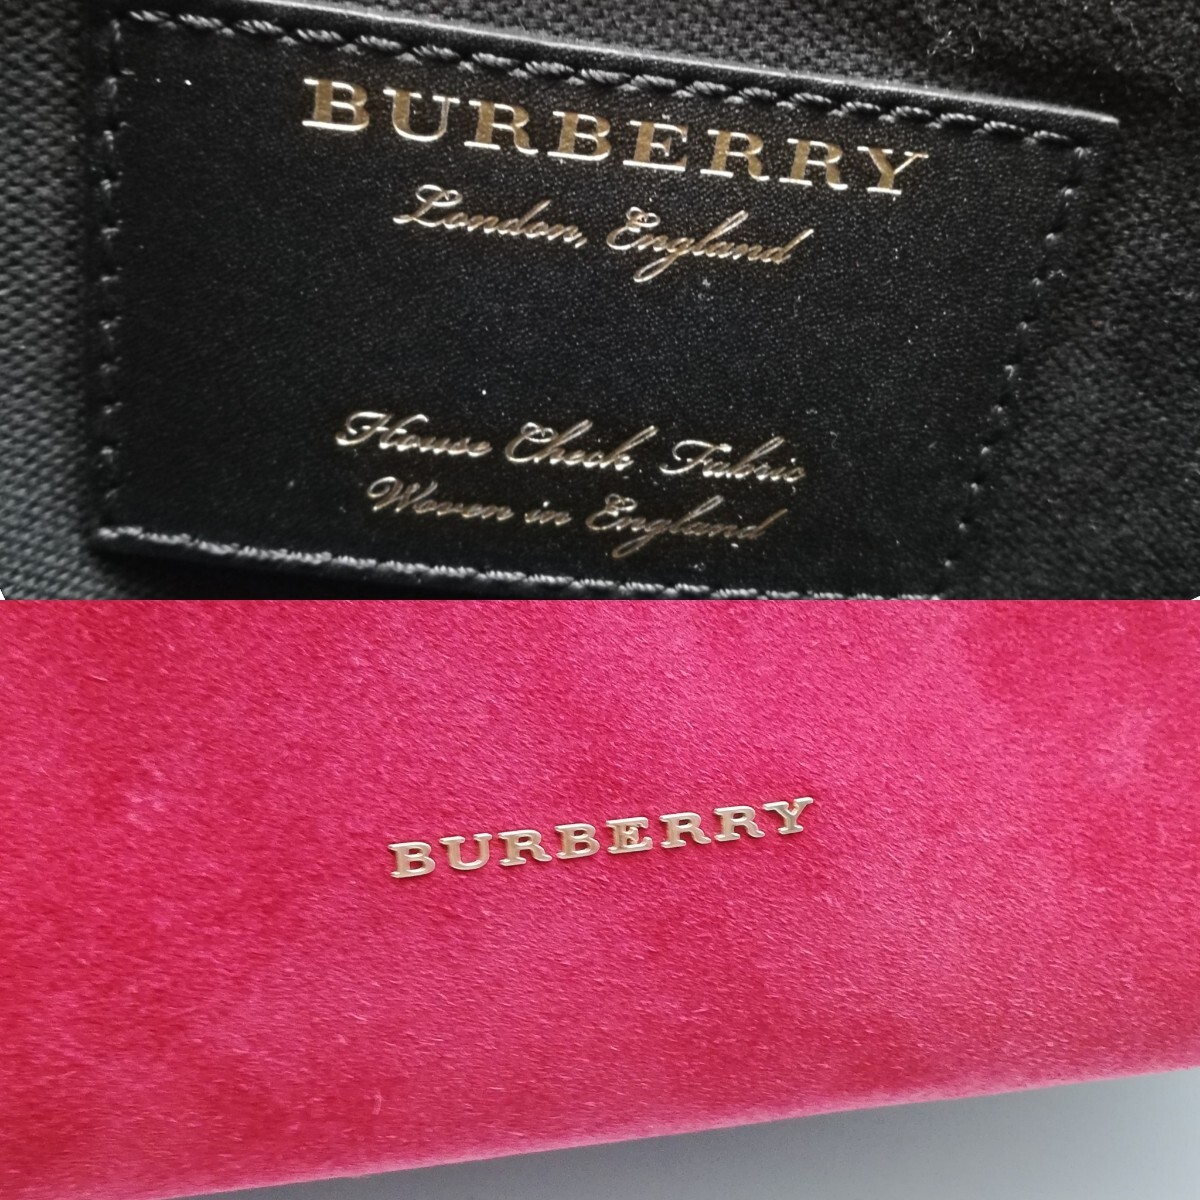 BURBERRY
London, England
House Check Fabric
Woven in England
BURBERRY